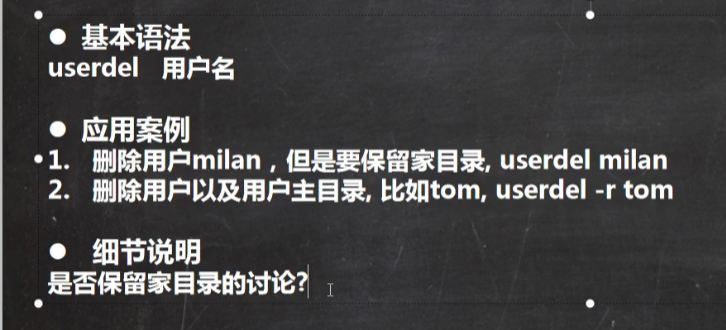 ● 基本语法
userdel 用户名
● 应用案例
1. 删除用户milan，但是要保留家目录, userdel milan
2. 删除用户以及用户主目录, 比如tom, userdel -r tom
● 细节说明
是否保留家目录的讨论?